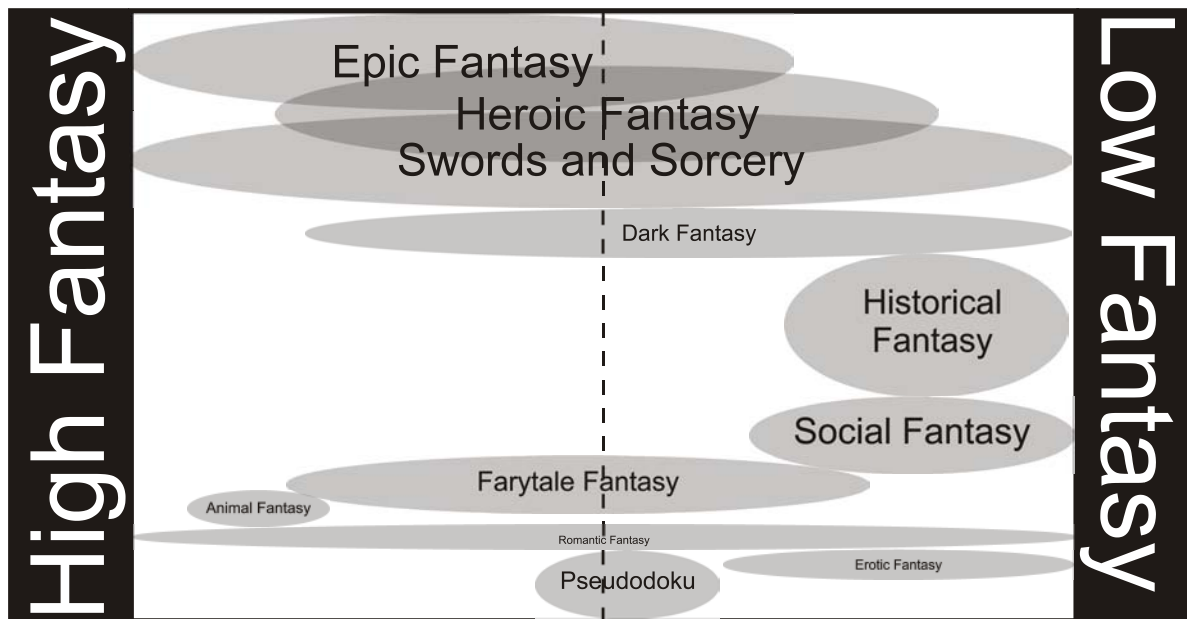 High Fantasy
Epic Fantasy
Heroic Fantasy
Swords and Sorcery
Dark Fantasy
Historical
Fantasy
Social Fantasy
Farytale Fantasy
Animal Fantasy
Romantic Fantasy
Erotic Fantasy
Pseudodoku
Low Fantasy